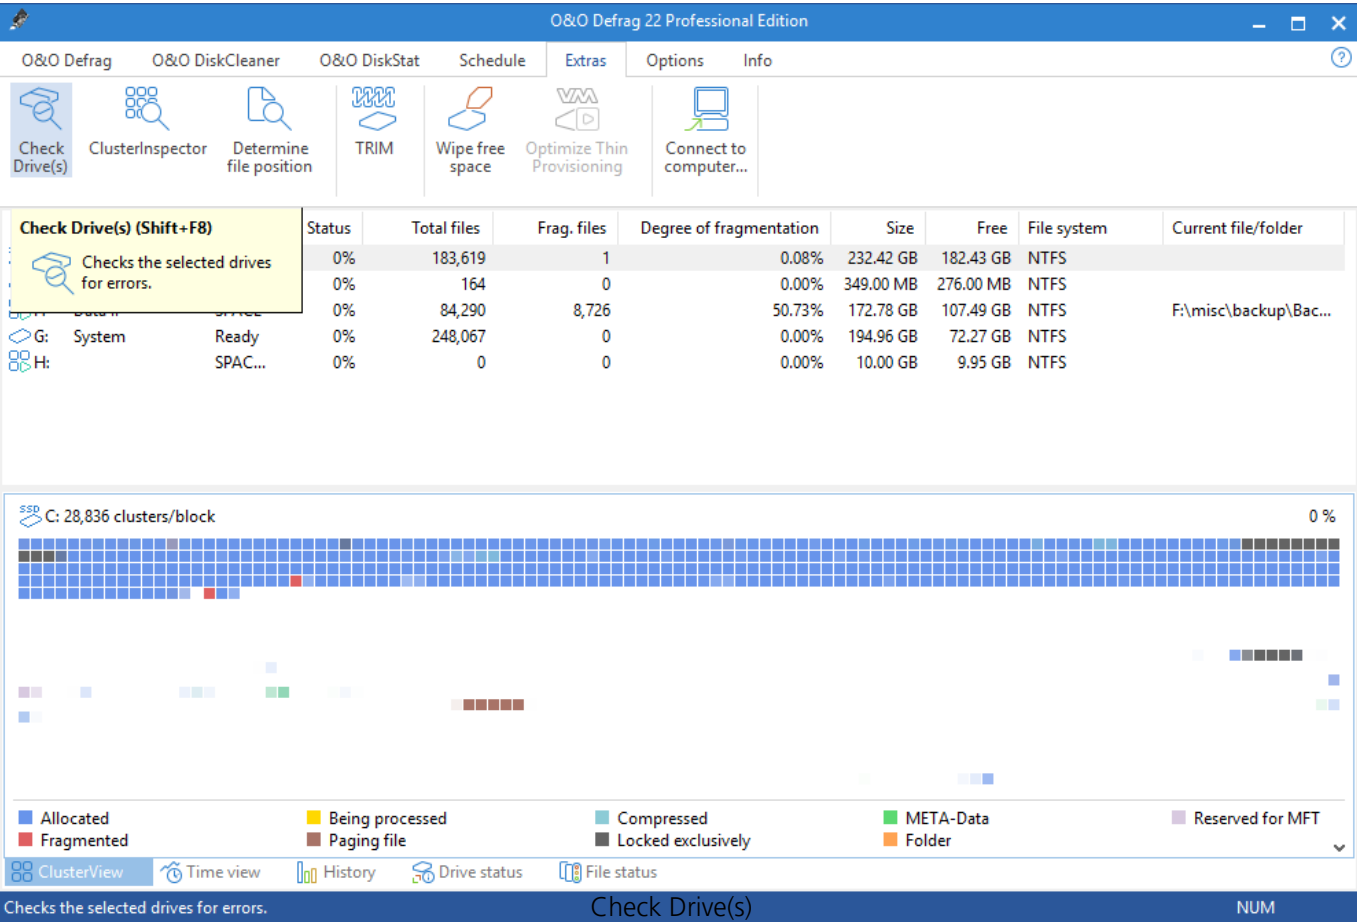 O&O Defrag 22 Professional Edition
O&O Defrag O&O DiskCleaner O&O DiskStat Schedule Extras Options Info
Check Drive(s)
ClusterInspector
Determine file position
TRIM
Wipe free space
Optimize Thin Provisioning
Connect to computer...
Check Drive(s) (Shift+F8)
Checks the selected drives
for errors.
Status Total files Frag. files Degree of fragmentation Size Free File system Current file/folder
0% 183,619 1 0.08% 232.42 GB 182.43 GB NTFS
0% 164 0 0.00% 349.00 MB 276.00 MB NTFS
0% 84,290 8,726 50.73% 172.78 GB 107.49 GB NTFS F:\misc\backup\Bac...
G: System Ready 0% 248,067 0 0.00% 194.96 GB 72.27 GB NTFS
H: SPAC... 0% 0 0 0.00% 10.00 GB 9.95 GB NTFS
SSD C: 28,836 clusters/block 0 %
Allocated Being processed Compressed META-Data Reserved for MFT
Fragmented Paging file Locked exclusively Folder
ClusterView Time view History Drive status File status
Checks the selected drives for errors. Check Drive(s) NUM